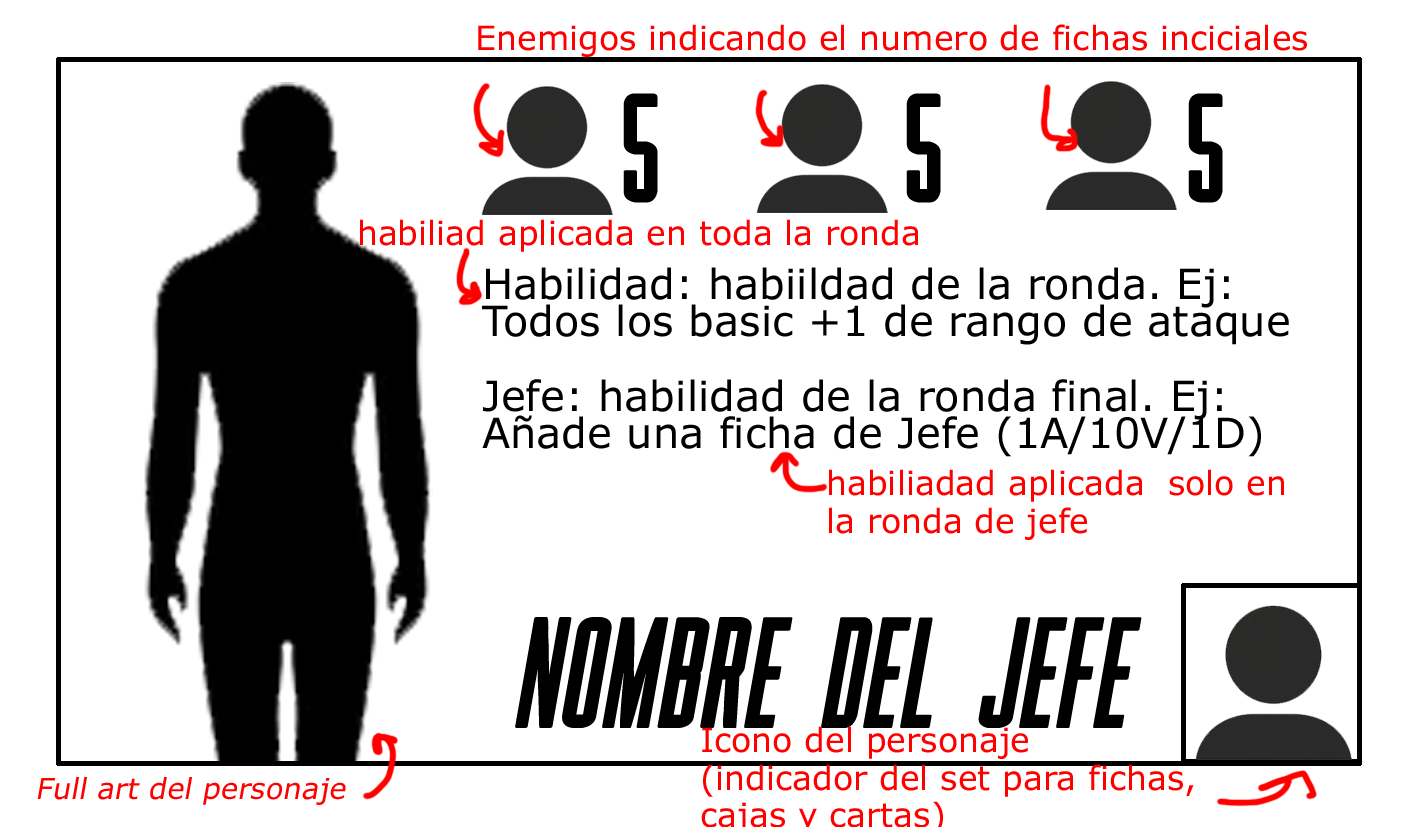 Enemigos indicando el numero de fichas inciciales
5 5 5
habiliad aplicada en toda la ronda
Habilidad: habiildad de la ronda. Ej:
Todos los basic +1 de rango de ataque
Jefe: habilidad de la ronda final. Ej:
Añade una ficha de Jefe (1A/10V/1D)
habiliadad aplicada solo en
la ronda de jefe
NOMBRE DEL JEFE
Icono del personaje
(indicador del set para fichas,
cajas y cartas)
Full art del personaje